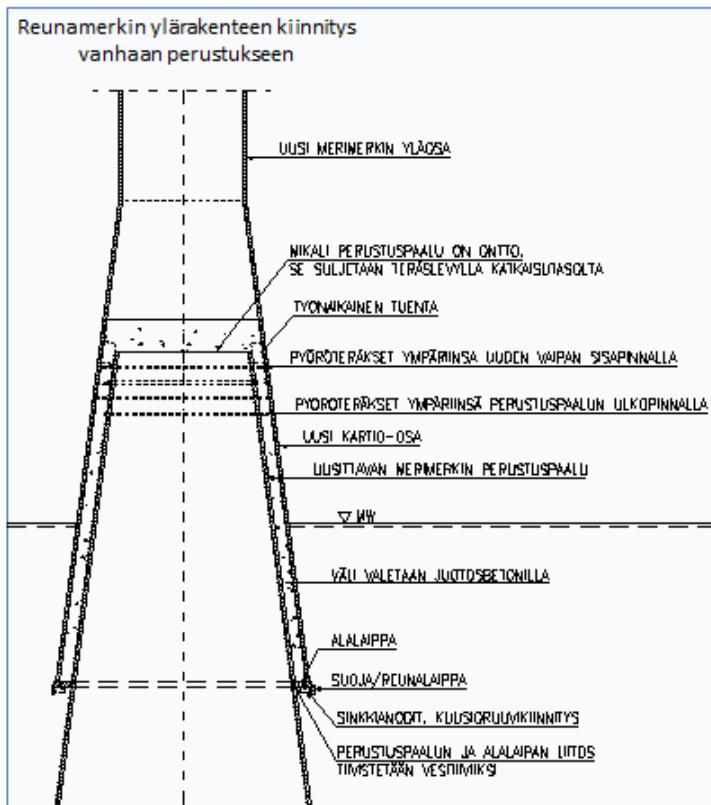 Reunamerkin ylärakenteen kiinnitys
vanhaan perustukseen
UUSI MERIMERKIN YLÄOSA
MIKÄLI PERUSTUSPAALU ON ONTTO,
SE SULJETAAN TERÄSLEVYLLÄ KATKAISUTASOLTA
TYÖNAIKAINEN TUENTA
PYÖRÖTERÄKSET YMPÄRIINSÄ UUDEN VAIPAN SISÄPINNALLA
PYÖRÖTERÄKSET YMPÄRIINSÄ PERUSTUSPAALUN ULKOPINNALLA
UUSI KARTIO-OSA
UUSITTAVAN MERIMERKIN PERUSTUSPAALU
MW
VÄLI VALETAAN JUOTOSBETONILLA
ALALAIPPA
SUOJA/REUNALAIPPA
SINKKIANODIT, KUUSIORUUVIKIINNITYS
PERUSTUSPAALUN JA ALALAIPAN LIITOS
TIIVISTETÄÄN VESITIIVIIKSI